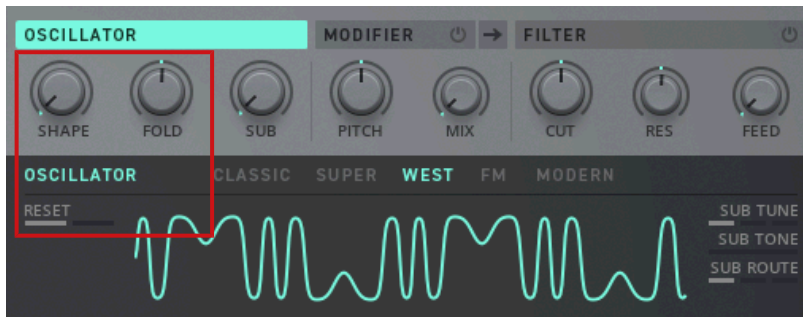 OSCILLATOR MODIFIER FILTER
SHAPE FOLD SUB PITCH MIX CUT RES FEED
OSCILLATOR CLASSIC SUPER WEST FM MODERN
RESET SUB TUNE
SUB TONE
SUB ROUTE